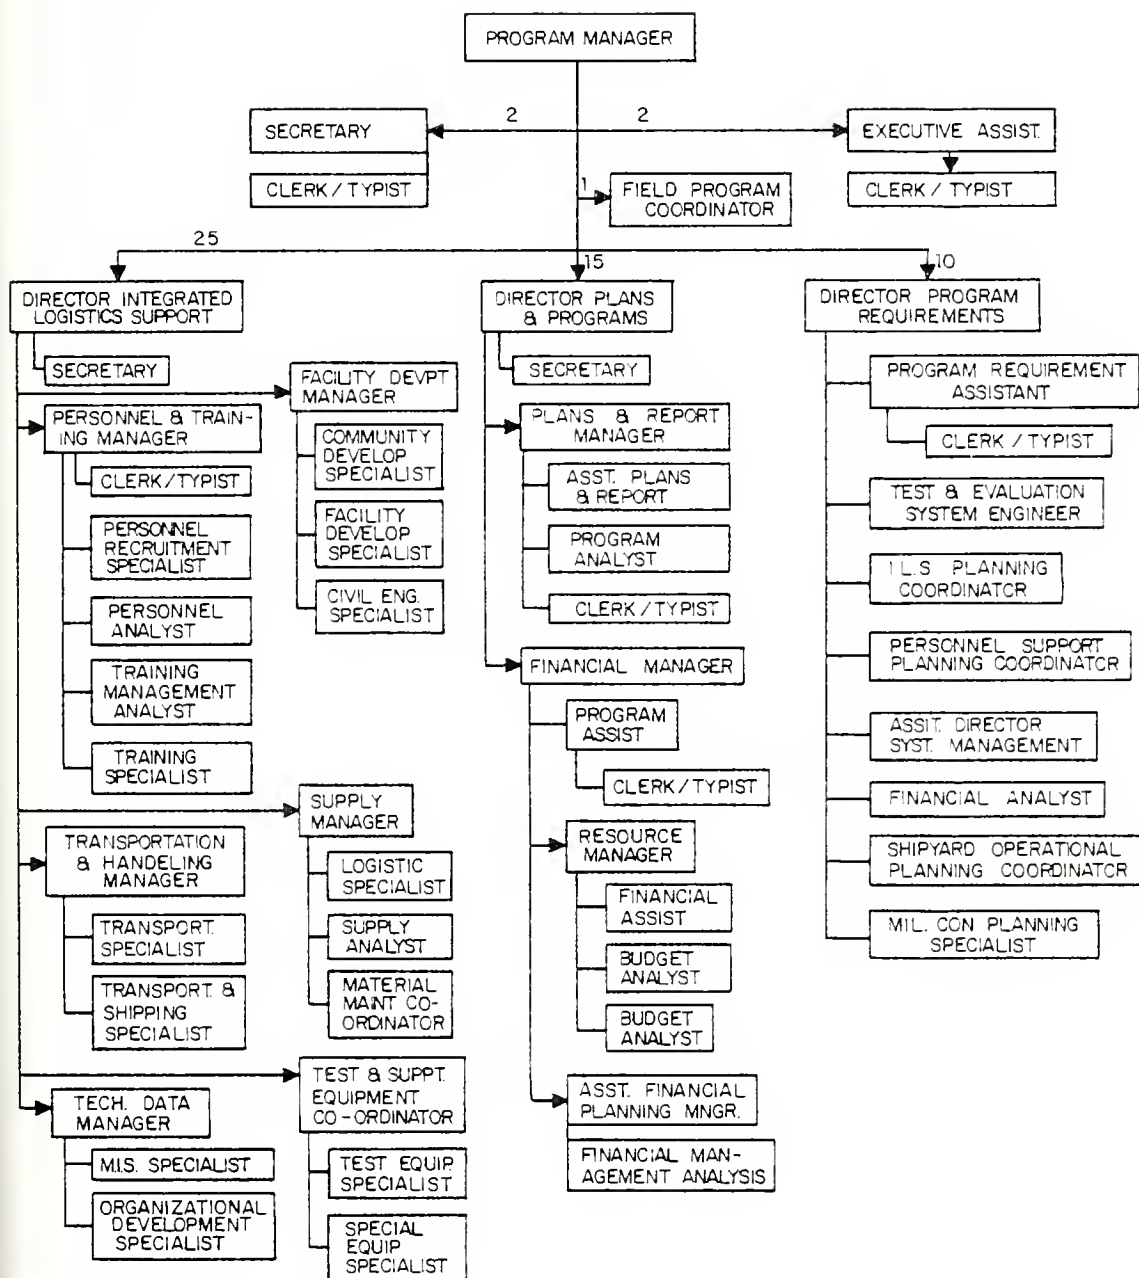 PROGRAM MANAGER
2
2
SECRETARY
EXECUTIVE ASSIST.
CLERK / TYPIST
1
FIELD PROGRAM
COORDINATOR
CLERK / TYPIST
25
15
10
DIRECTOR INTEGRATED
LOGISTICS SUPPORT
SECRETARY
FACILITY DEVPT
MANAGER
COMMUNITY
DEVELOP
SPECIALIST
FACILITY
DEVELOP
SPECIALIST
CIVIL ENG.
SPECIALIST
PERSONNEL & TRAIN-
ING MANAGER
CLERK/TYPIST
PERSONNEL
RECRUITMENT
SPECIALIST
PERSONNEL
ANALYST
TRAINING
MANAGEMENT
ANALYST
TRAINING
SPECIALIST
SUPPLY
MANAGER
LOGISTIC
SPECIALIST
SUPPLY
ANALYST
MATERIAL
MAINT CO-
ORDINATOR
TRANSPORTATION
& HANDELING
MANAGER
TRANSPORT.
SPECIALIST
TRANSPORT. &
SHIPPING
SPECIALIST
TEST & SUPPT.
EQUIPMENT
CO-ORDINATOR
TEST EQUIP
SPECIALIST
SPECIAL
EQUIP
SPECIALIST
TECH. DATA
MANAGER
M.I.S. SPECIALIST
ORGANIZATIONAL
DEVELOPMENT
SPECIALIST
DIRECTOR PLANS
& PROGRAMS
SECRETARY
PLANS & REPORT
MANAGER
ASST. PLANS
& REPORT
PROGRAM
ANALYST
CLERK / TYPIST
FINANCIAL MANAGER
PROGRAM
ASSIST
CLERK/TYPIST
RESOURCE
MANAGER
FINANCIAL
ASSIST
BUDGET
ANALYST
BUDGET
ANALYST
ASST. FINANCIAL
PLANNING MNGR.
FINANCIAL MAN-
AGEMENT ANALYSIS
DIRECTOR PROGRAM
REQUIREMENTS
PROGRAM REQUIREMENT
ASSISTANT
CLERK / TYPIST
TEST & EVALUATION
SYSTEM ENGINEER
I.L.S PLANNING
COORDINATOR
PERSONNEL SUPPORT
PLANNING COORDINATOR
ASSIT. DIRECTOR
SYST. MANAGEMENT
FINANCIAL ANALYST
SHIPYARD OPERATIONAL
PLANNING COORDINATOR
MIL. CON PLANNING
SPECIALIST